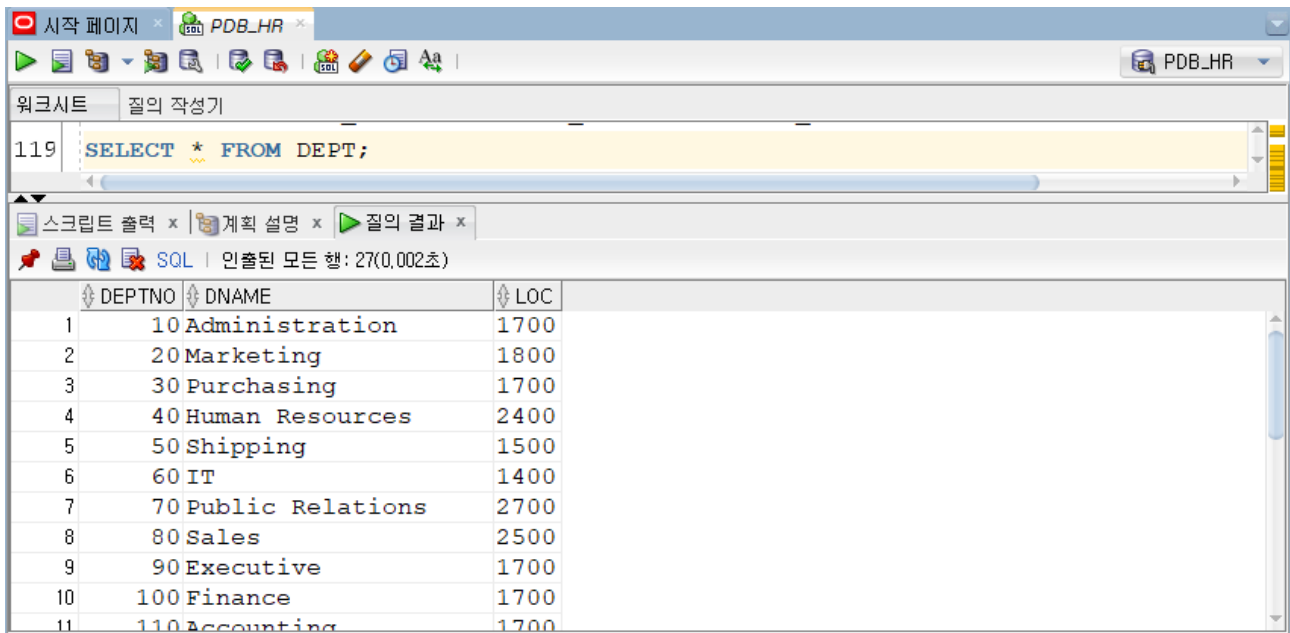 시작 페이지 PDB_HR
PDB_HR
워크시트 질의 작성기
119 SELECT * FROM DEPT;
스크립트 출력 x 계획 설명 x 질의 결과 x
SQL | 인출된 모든 행: 27(0,002초)
DEPTNO DNAME LOC
1 10 Administration 1700
2 20 Marketing 1800
3 30 Purchasing 1700
4 40 Human Resources 2400
5 50 Shipping 1500
6 60 IT 1400
7 70 Public Relations 2700
8 80 Sales 2500
9 90 Executive 1700
10 100 Finance 1700
11 110 Accounting 1700